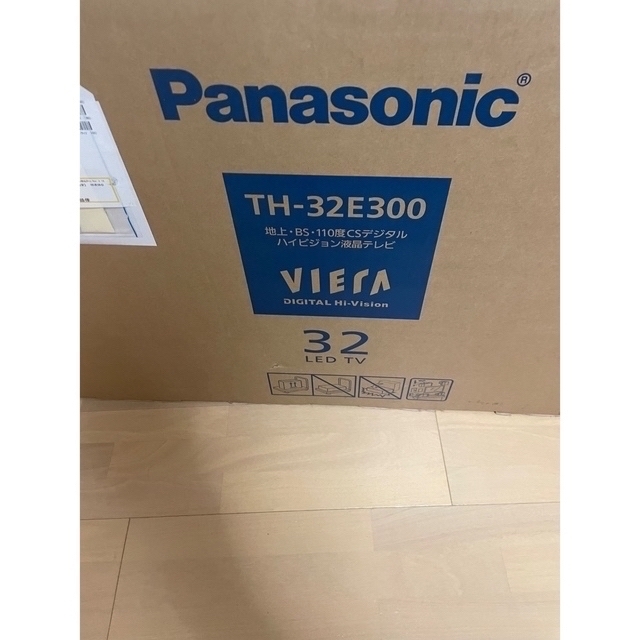 Panasonic®
TH-32E300
地上・BS・110度CSデジタル
ハイビジョン液晶テレビ
VIErA
DIGITAL Hi-Vision
32
LED TV